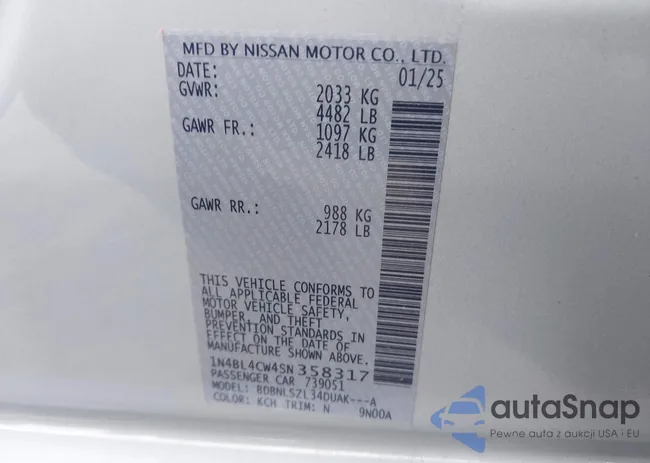 MFD BY NISSAN MOTOR CO., LTD.
DATE: 01/25
GVWR: 2033 KG
4482 LB
GAWR FR.: 1097 KG
2418 LB
GAWR RR.: 988 KG
2178 LB
THIS VEHICLE CONFORMS TO
ALL APPLICABLE FEDERAL
MOTOR VEHICLE SAFETY,
BUMPER, AND THEFT
PREVENTION STANDARDS IN
EFFECT ON THE DATE OF
MANUFACTURE SHOWN ABOVE.
1N4BL4CW4SN358317
PASSENGER CAR 739051
MODEL: BDBNLSZL34DUAK---A
COLOR: KCH TRIM: N 9N00A
autoSnap
Pewne auta z aukcji USA i EU